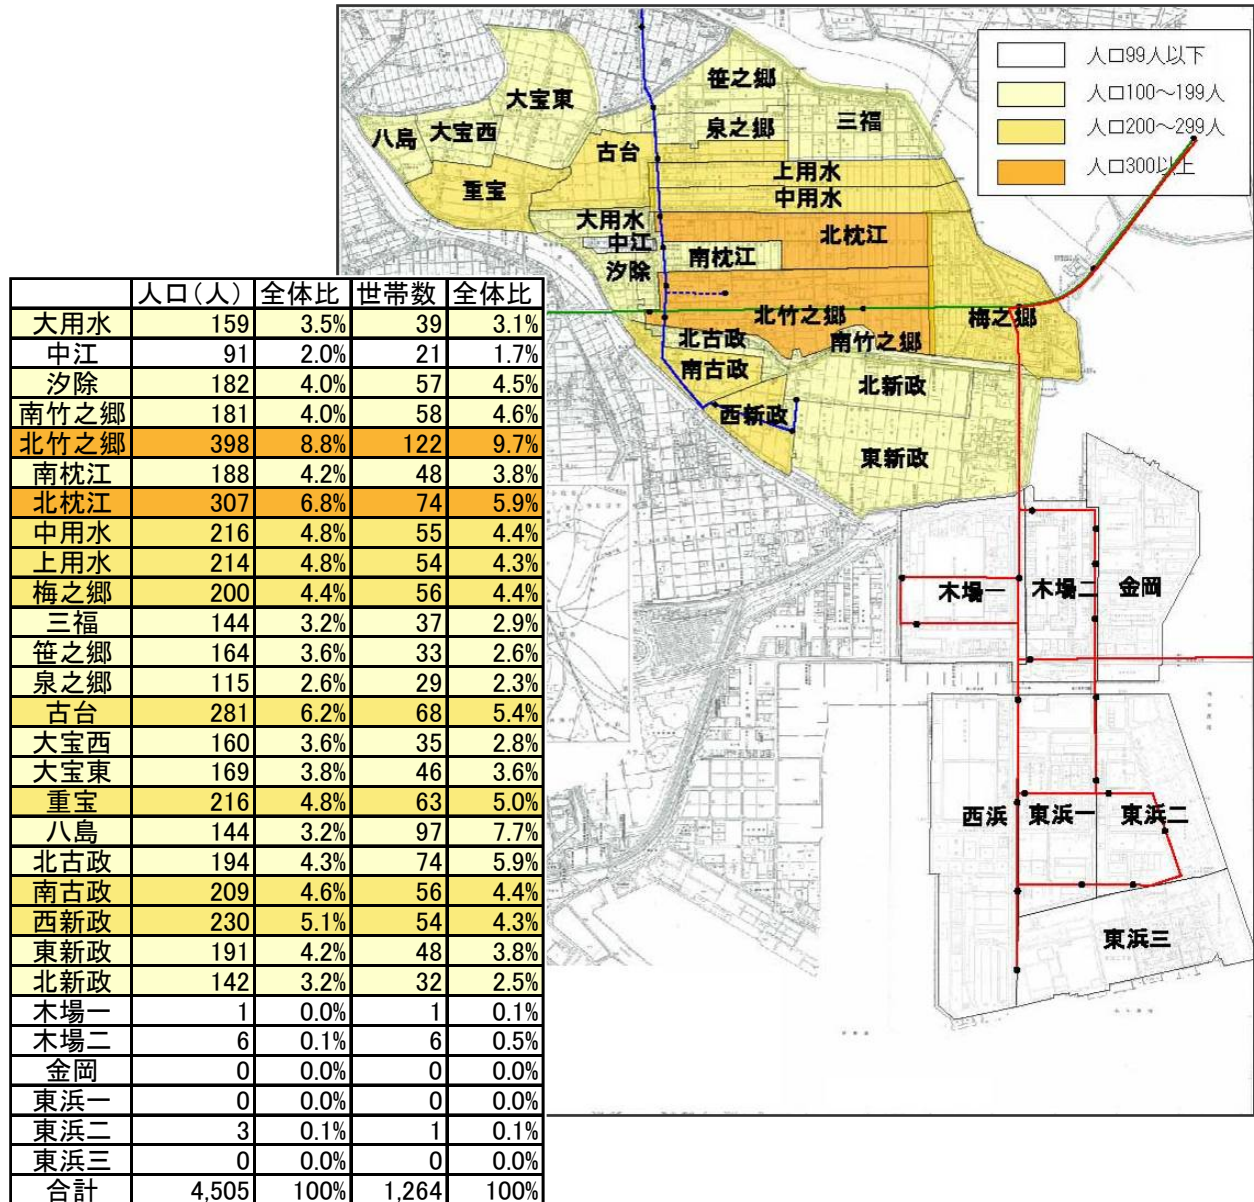 人口99人以下
人口100～199人
人口200～299人
人口300以上
笹之郷
大宝東
泉之郷
三福
八島
大宝西
古台
上用水
重宝
中用水
大用水
北枕江
中江
南枕江
汐除
北竹之郷
梅之郷
北古政
南竹之郷
南古政
北新政
西新政
東新政
木場一
木場二
金岡
西浜
東浜一
東浜二
東浜三
人口(人) 全体比 世帯数 全体比
大用水 159 3.5% 39 3.1%
中江 91 2.0% 21 1.7%
汐除 182 4.0% 57 4.5%
南竹之郷 181 4.0% 58 4.6%
北竹之郷 398 8.8% 122 9.7%
南枕江 188 4.2% 48 3.8%
北枕江 307 6.8% 74 5.9%
中用水 216 4.8% 55 4.4%
上用水 214 4.8% 54 4.3%
梅之郷 200 4.4% 56 4.4%
三福 144 3.2% 37 2.9%
笹之郷 164 3.6% 33 2.6%
泉之郷 115 2.6% 29 2.3%
古台 281 6.2% 68 5.4%
大宝西 160 3.6% 35 2.8%
大宝東 169 3.8% 46 3.6%
重宝 216 4.8% 63 5.0%
八島 144 3.2% 97 7.7%
北古政 194 4.3% 74 5.9%
南古政 209 4.6% 56 4.4%
西新政 230 5.1% 54 4.3%
東新政 191 4.2% 48 3.8%
北新政 142 3.2% 32 2.5%
木場一 1 0.0% 1 0.1%
木場二 6 0.1% 6 0.5%
金岡 0 0.0% 0 0.0%
東浜一 0 0.0% 0 0.0%
東浜二 3 0.1% 1 0.1%
東浜三 0 0.0% 0 0.0%
合計 4,505 100% 1,264 100%